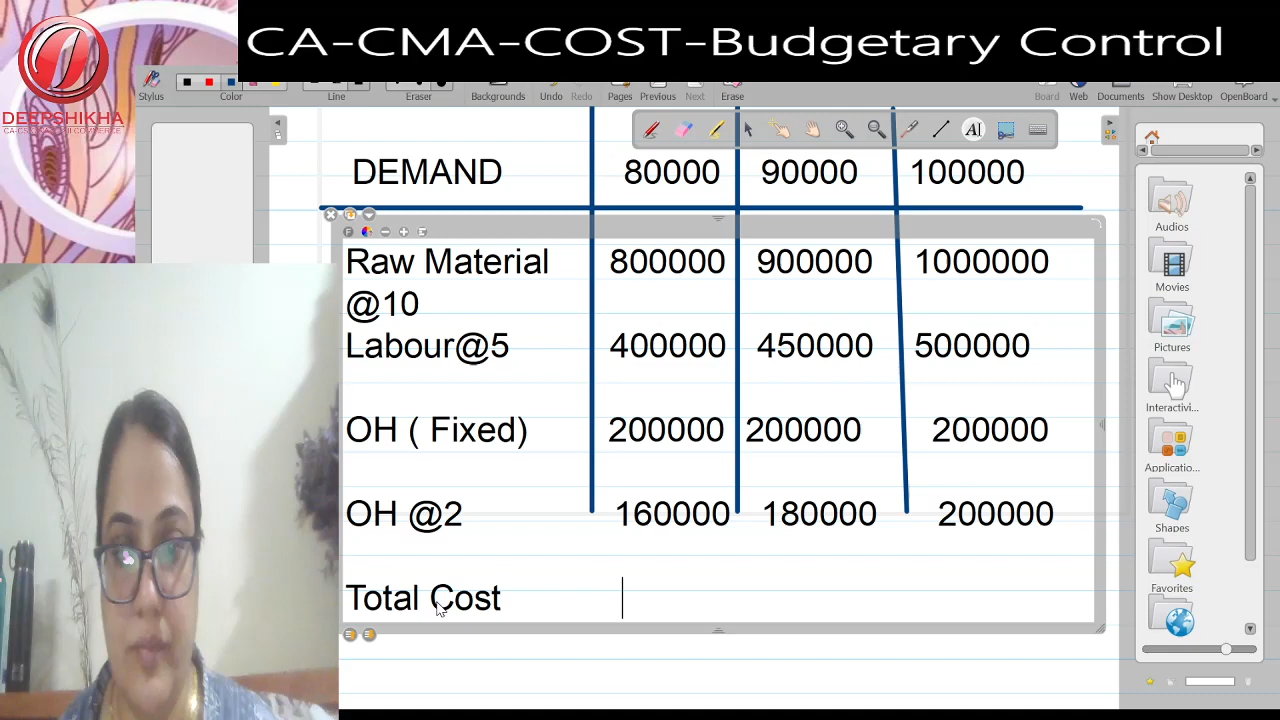 CA-CMA-COST-Budgetary Control
DEEPSHIKHA
Stylus Color Line Eraser Backgrounds Undo Redo Pages Previous Next Erase Board Web Documents Show Desktop OpenBoard
DEMAND 80000 90000 100000
Raw Material 800000 900000 1000000
@10
Labour@5 400000 450000 500000
OH ( Fixed) 200000 200000 200000
OH @2 160000 180000 200000
Total Cost
Audios
Movies
Pictures
Interactivi...
Applicatio...
Shapes
Favorites